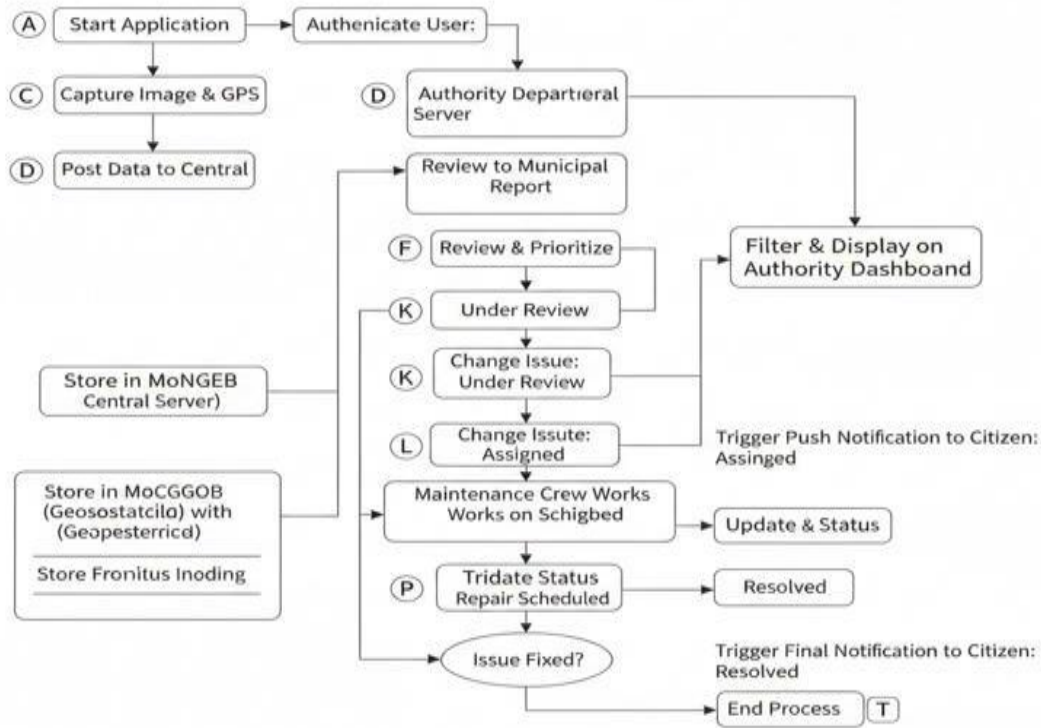 A
Start Application
Authenicate User:
C
Capture Image & GPS
D
Authority Departıeral
Server
D
Post Data to Central
Review to Municipal
Report
F
Review & Prioritize
Filter & Display on
Authority Dashboand
K
Under Review
K
Change Issue:
Under Review
Store in MoNGEB
Central Server)
L
Change Issute:
Assigned
Trigger Push Notification to Citizen:
Assinged
Store in MoCGGOB
(Geosostatcila) with
(Geopesterricd)
Store Fronitus Inoding
Maintenance Crew Works
Works on Schigbed
Update & Status
P
Tridate Status
Repair Scheduled
Resolved
Issue Fixed?
Trigger Final Notification to Citizen:
Resolved
End Process
T